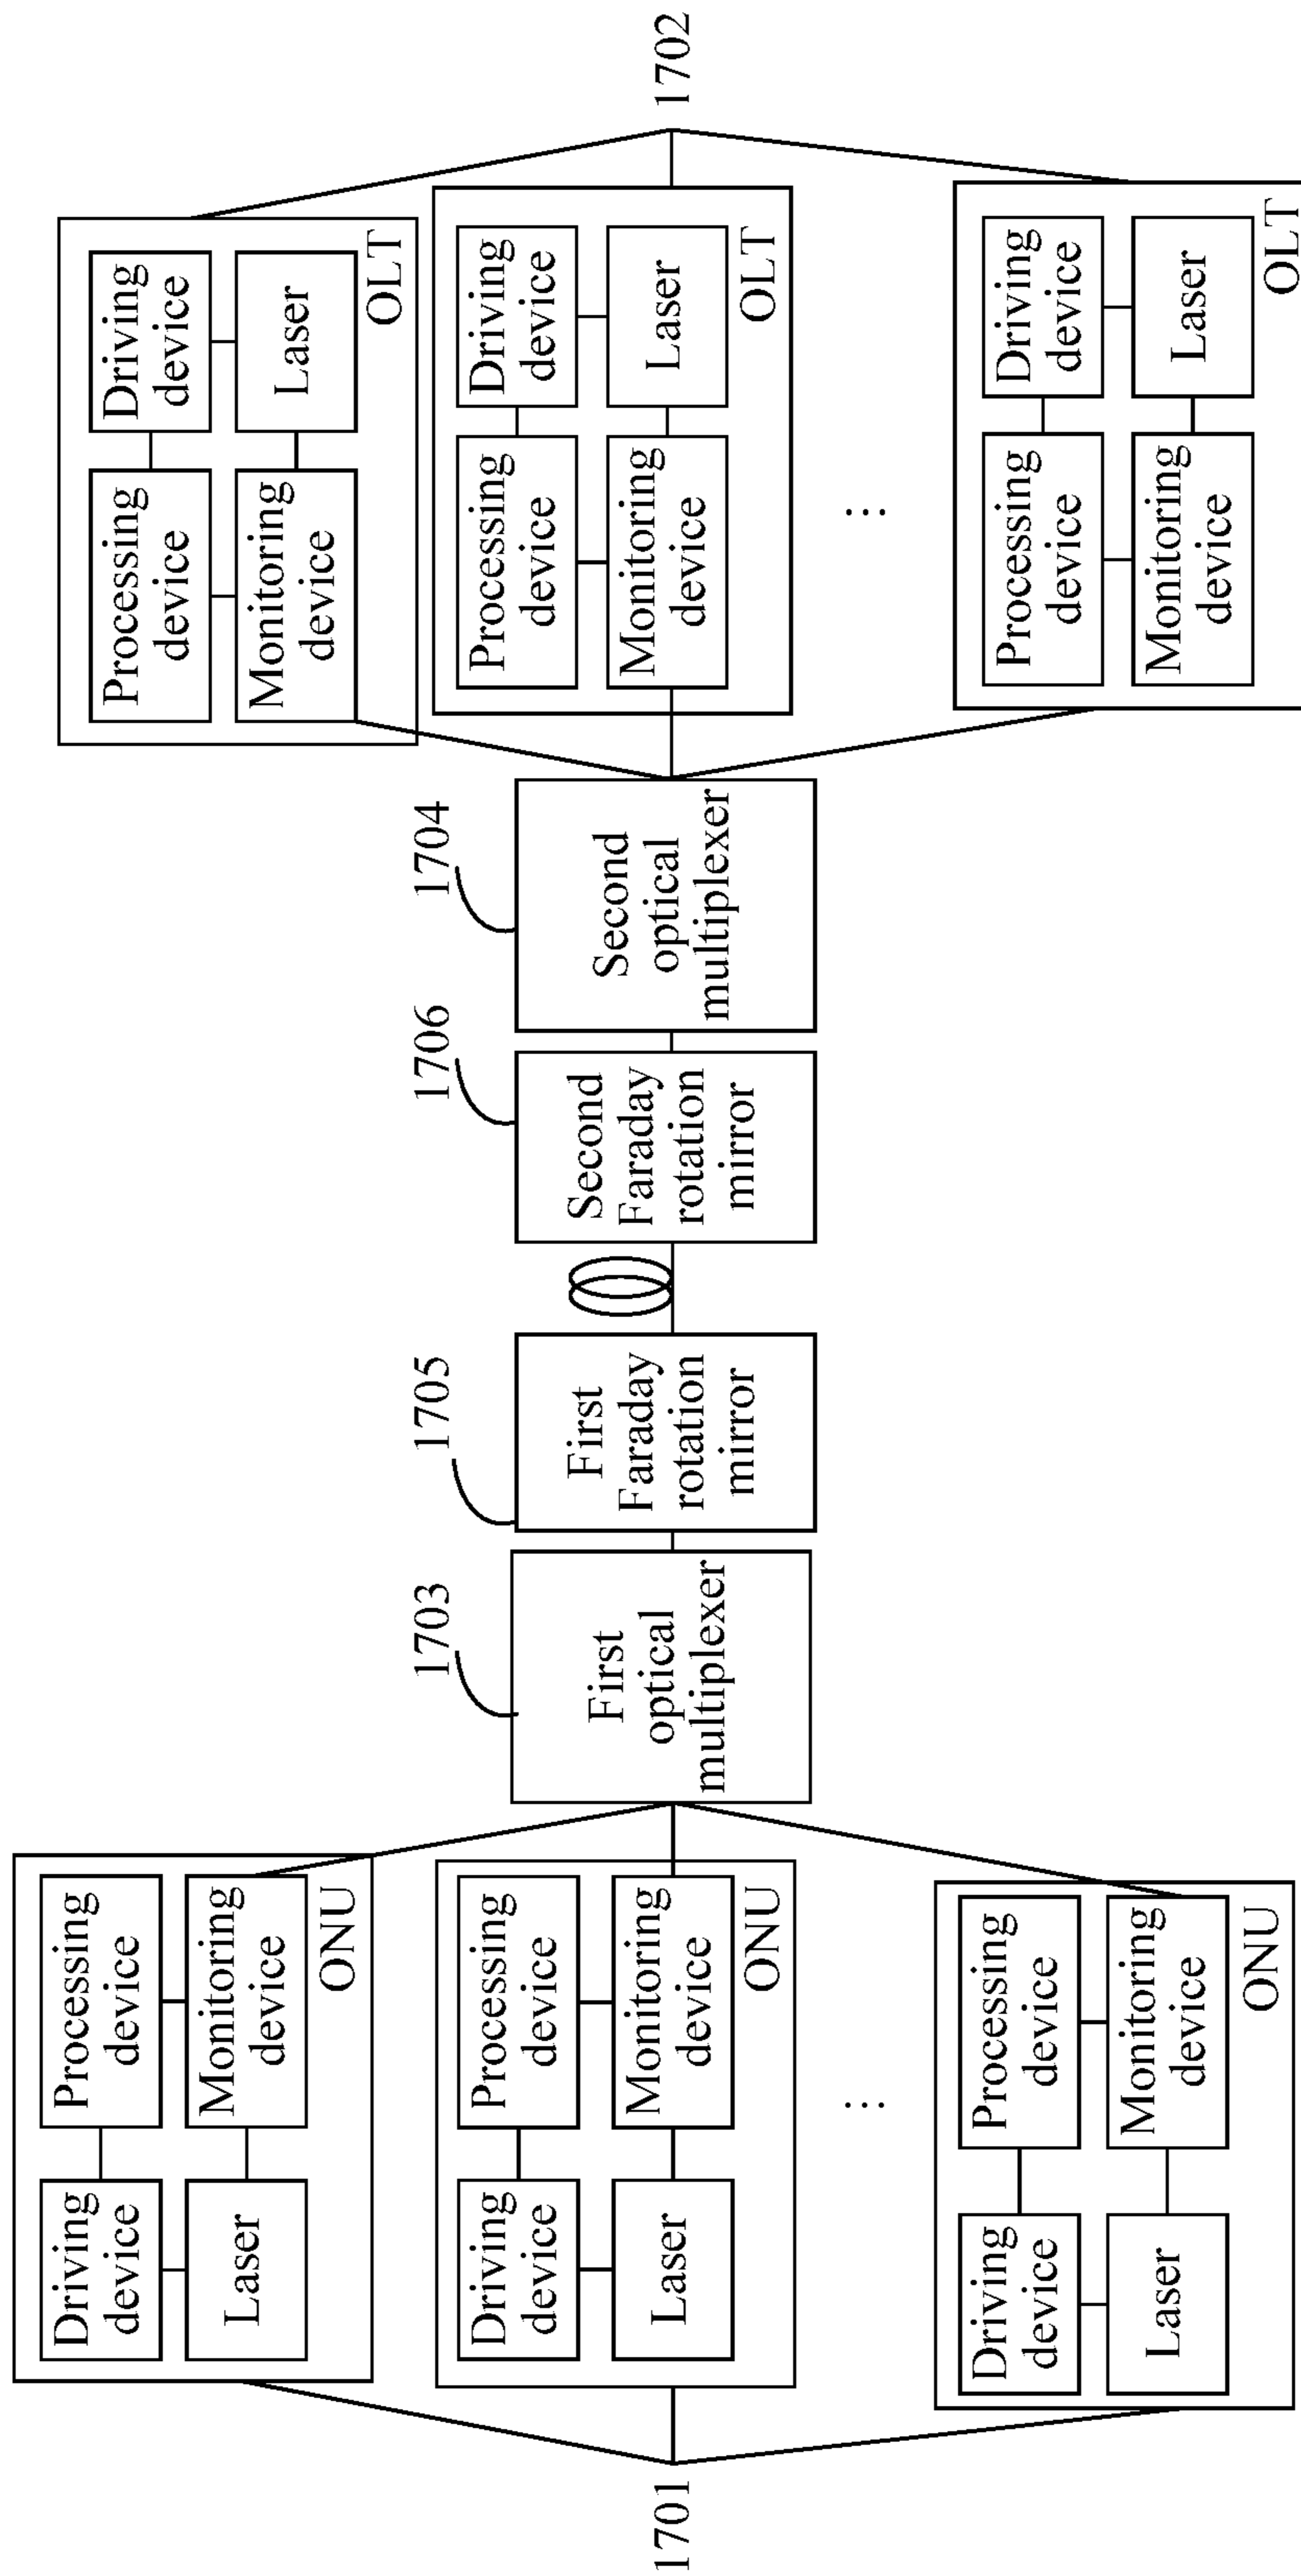 1701
Driving
device
Processing
device
Laser
Monitoring
device
ONU
Driving
device
Processing
device
Laser
Monitoring
device
ONU
...
Driving
device
Processing
device
Laser
Monitoring
device
ONU
1703
First
optical
multiplexer
1705
First
Faraday
rotation
mirror
1706
Second
Faraday
rotation
mirror
1704
Second
optical
multiplexer
Processing
device
Driving
device
Monitoring
device
Laser
OLT
Processing
device
Driving
device
Monitoring
device
Laser
OLT
...
Processing
device
Driving
device
Monitoring
device
Laser
OLT
1702